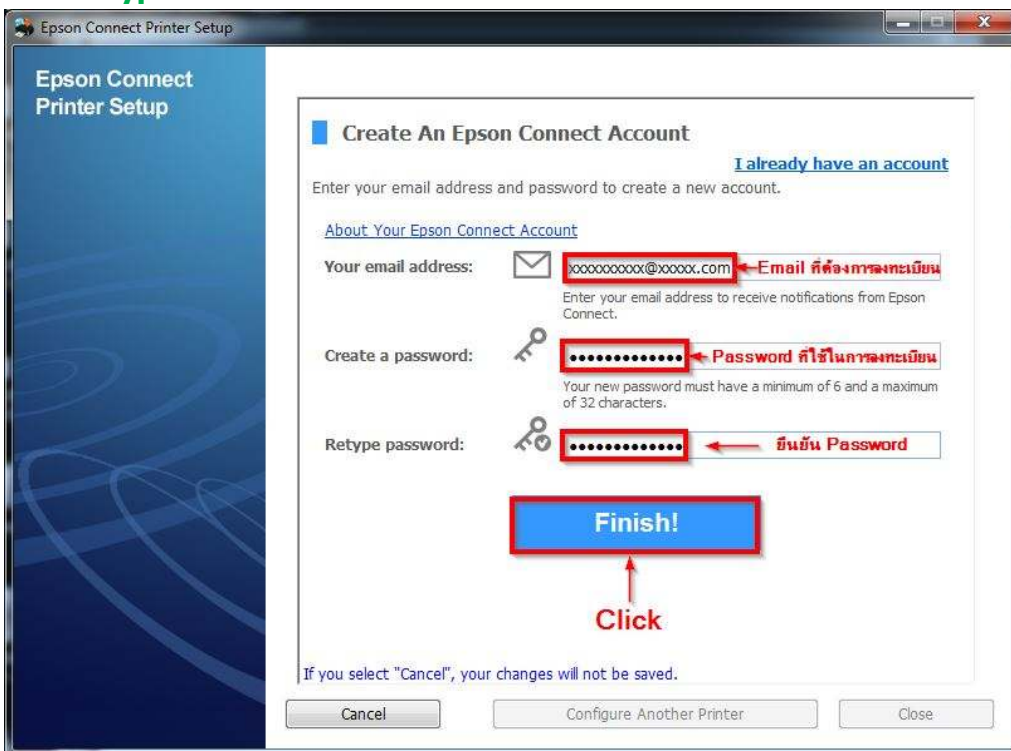 Epson Connect Printer Setup
Epson Connect
Printer Setup
Create An Epson Connect Account
I already have an account
Enter your email address and password to create a new account.
About Your Epson Connect Account
Your email address:
xxxxxxxxxx@xxxxx.com Email ที่ต้องการลงทะเบียน
Enter your email address to receive notifications from Epson
Connect.
Create a password:
●●●●●●●●●●●●● Password ที่ใช้ในการลงทะเบียน
Your new password must have a minimum of 6 and a maximum
of 32 characters.
Retype password:
●●●●●●●●●●●●● ยืนยัน Password
Finish!
Click
If you select "Cancel", your changes will not be saved.
Cancel
Configure Another Printer
Close